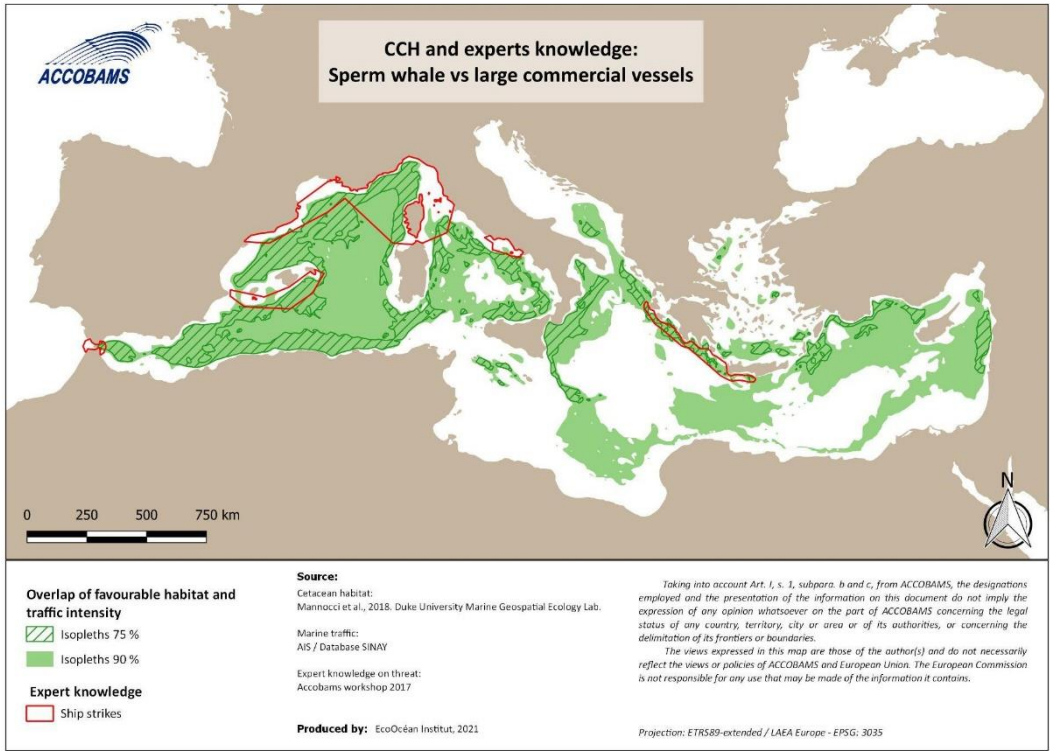 ACCOBAMS
CCH and experts knowledge:
Sperm whale vs large commercial vessels
N
0 250 500 750 km
Overlap of favourable habitat and
traffic intensity
Isopleths 75 %
Isopleths 90 %
Expert knowledge
Ship strikes
Source:
Cetacean habitat:
Mannocci et al., 2018. Duke University Marine Geospatial Ecology Lab.
Marine traffic:
AIS / Database SINAY
Expert knowledge on threat:
Accobams workshop 2017
Produced by: EcoOcéan Institut, 2021
Taking into account Art. I, s. 1, subpara. b and c, from ACCOBAMS, the designations
employed and the presentation of the information on this document do not imply the
expression of any opinion whatsoever on the part of ACCOBAMS concerning the legal
status of any country, territory, city or area or of its authorities, or concerning the
delimitation of its frontiers or boundaries.
The views expressed in this map are those of the author(s) and do not necessarily
reflect the views or policies of ACCOBAMS and European Union. The European Commission
is not responsible for any use that may be made of the information it contains.
Projection: ETRS89-extended / LAEA Europe - EPSG: 3035